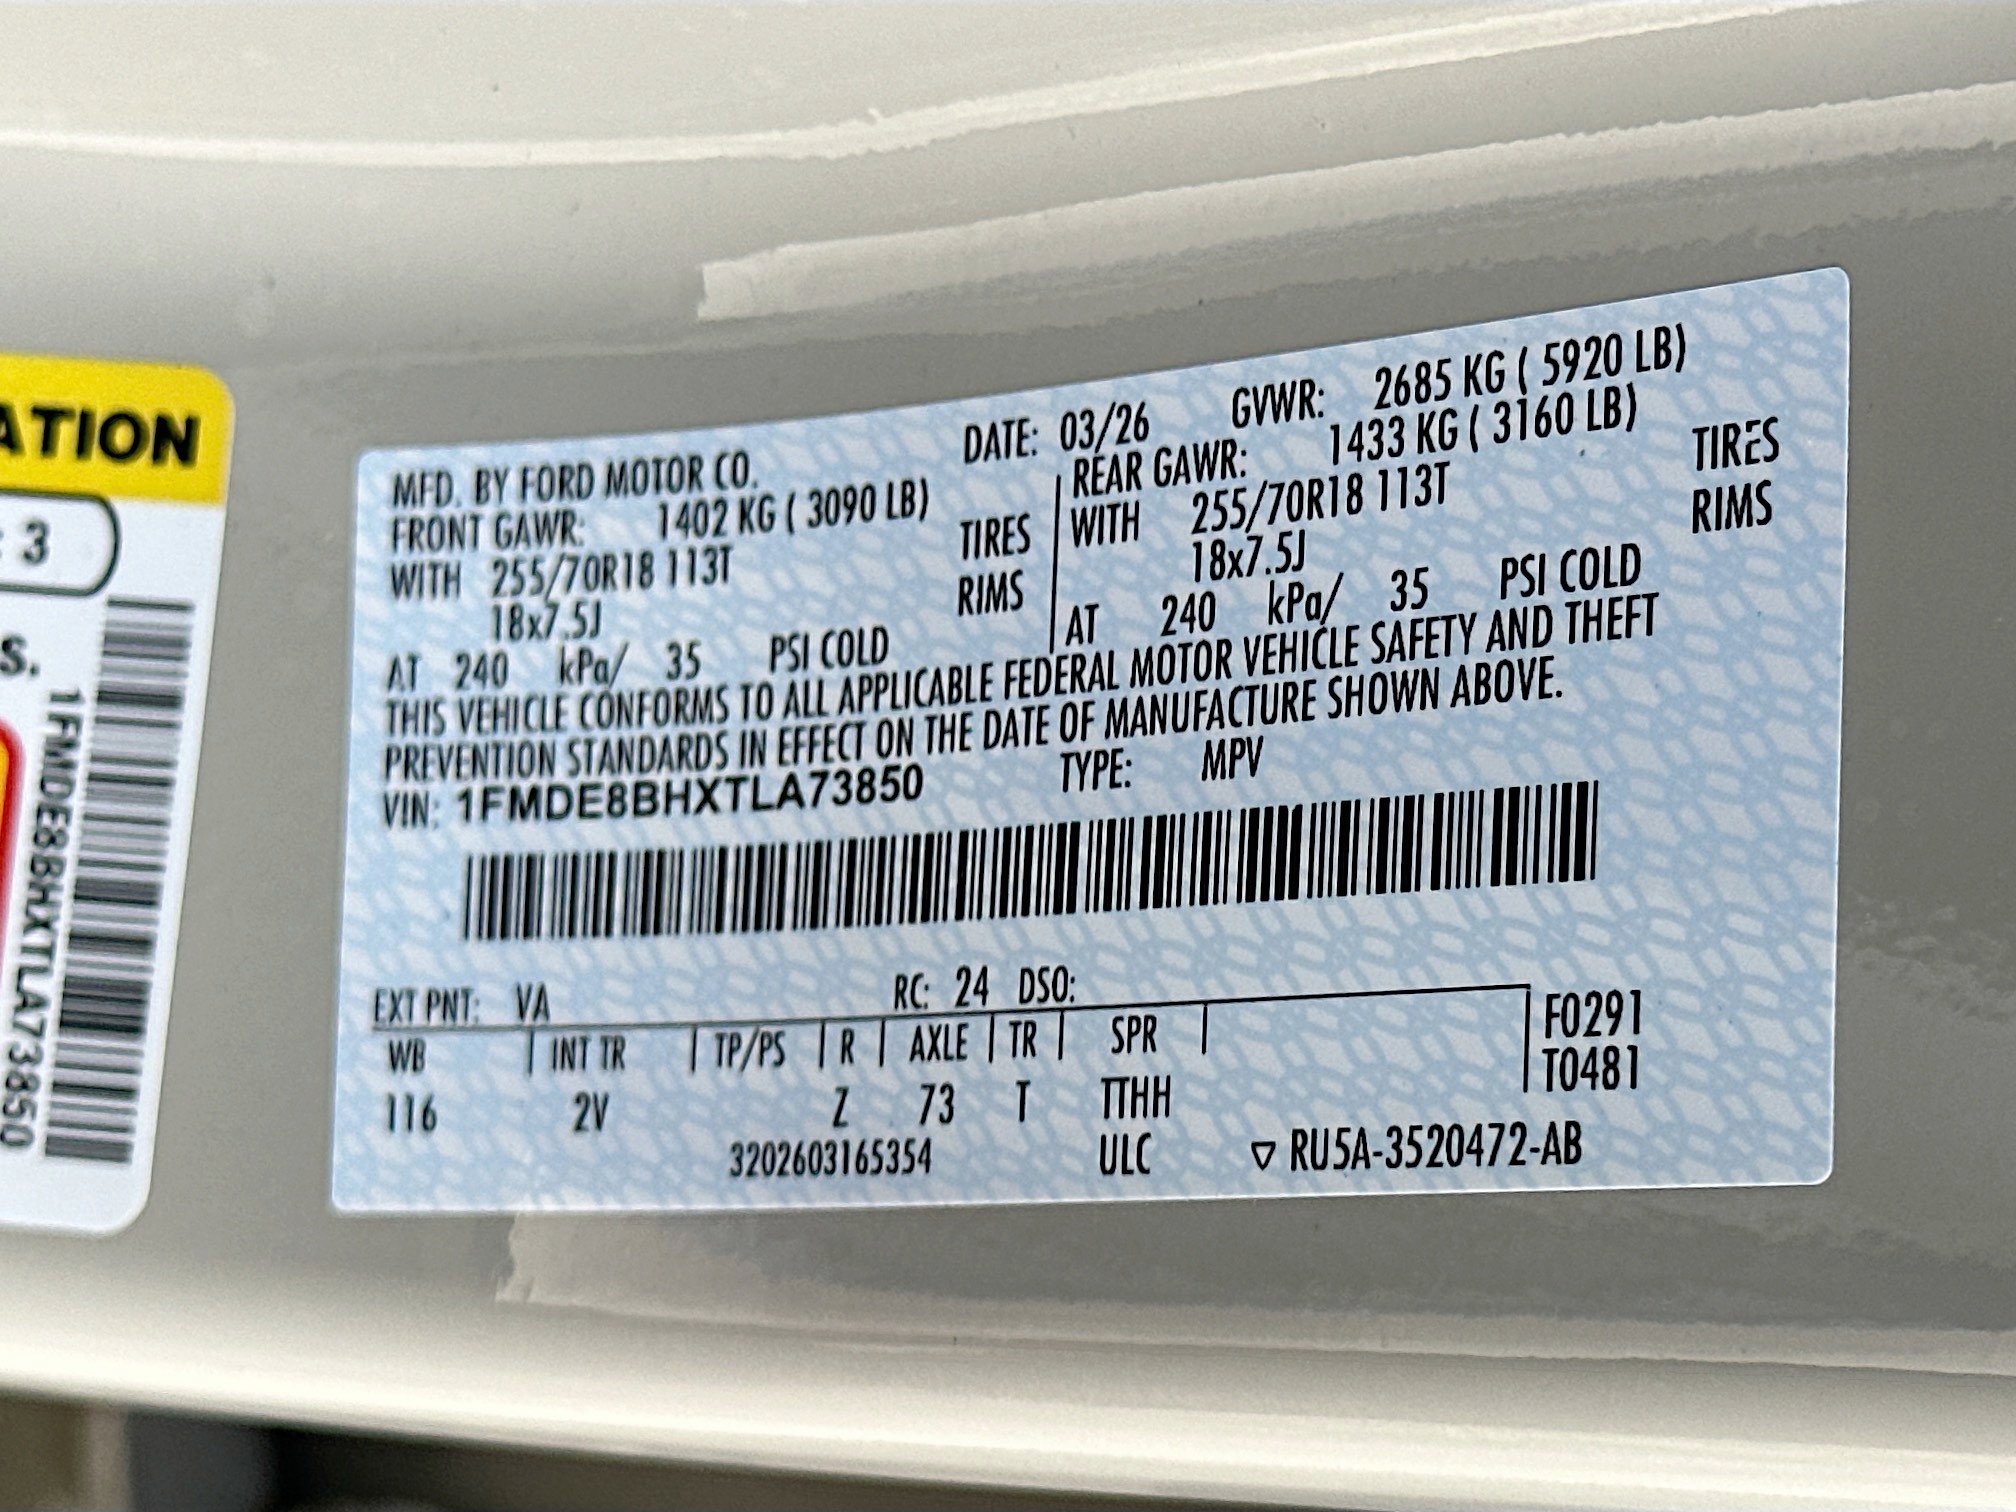 ATION
: 3
S.
1FMDE8BHXTLA73850
DATE: 03/26 GVWR: 2685 KG ( 5920 LB)
MFD. BY FORD MOTOR CO.
FRONT GAWR: 1402 KG ( 3090 LB)
WITH 255/70R18 113T TIRES
18x7.5J RIMS
AT 240 kPa/ 35 PSI COLD
REAR GAWR: 1433 KG ( 3160 LB)
WITH 255/70R18 113T TIRES
18x7.5J RIMS
AT 240 kPa/ 35 PSI COLD
THIS VEHICLE CONFORMS TO ALL APPLICABLE FEDERAL MOTOR VEHICLE SAFETY AND THEFT
PREVENTION STANDARDS IN EFFECT ON THE DATE OF MANUFACTURE SHOWN ABOVE.
VIN: 1FMDE8BHXTLA73850 TYPE: MPV
EXT PNT: VA RC: 24 DSO:
WB INT TR TP/PS R AXLE TR SPR F0291
T0481
116 2V Z 73 T TTHH
3202603165354 ULC ▽ RU5A-3520472-AB